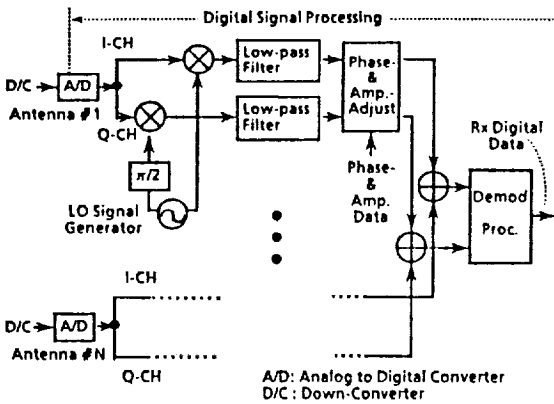 Digital Signal Processing
I-CH
D/C
A/D
Low-pass
Filter
Phase-
&
Amp.-
Adjust
Antenna #1
Q-CH
Low-pass
Filter
Rx Digital
Data
π/2
Phase-
&
Amp.
Data
Demod
Proc.
LO Signal
Generator
I-CH
D/C
A/D
Antenna #N
Q-CH
A/D: Analog to Digital Converter
D/C : Down-Converter